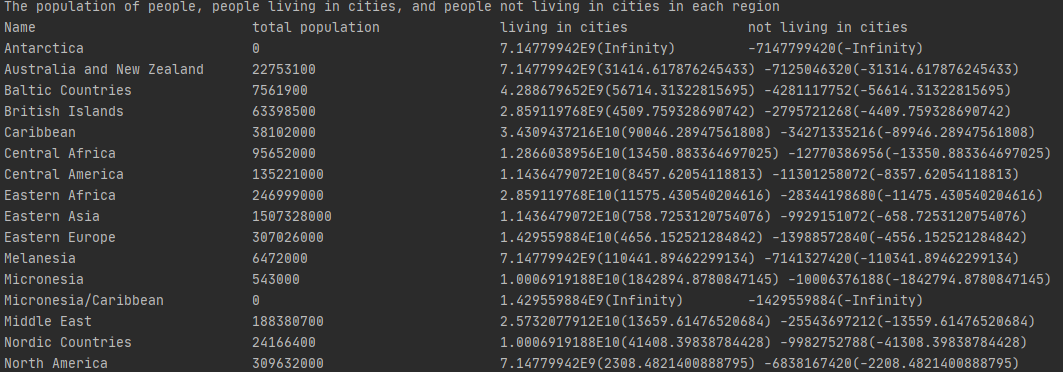 The population of people, people living in cities, and people not living in cities in each region
Name total population living in cities not living in cities
Antarctica 0 7.14779942E9(Infinity) -7147799420(-Infinity)
Australia and New Zealand 22753100 7.14779942E9(31414.617876245433) -7125046320(-31314.617876245433)
Baltic Countries 7561900 4.288679652E9(56714.31322815695) -4281117752(-56614.31322815695)
British Islands 63398500 2.859119768E9(4509.759328690742) -2795721268(-4409.759328690742)
Caribbean 38102000 3.4309437216E10(90046.28947561808) -34271335216(-89946.28947561808)
Central Africa 95652000 1.2866038956E10(13450.883364697025) -12770386956(-13350.883364697025)
Central America 135221000 1.1436479072E10(8457.62054118813) -11301258072(-8357.62054118813)
Eastern Africa 246999000 2.859119768E10(11575.430540204616) -28344198680(-11475.430540204616)
Eastern Asia 1507328000 1.1436479072E10(758.7253120754076) -9929151072(-658.7253120754076)
Eastern Europe 307026000 1.429559884E10(4656.152521284842) -13988572840(-4556.152521284842)
Melanesia 6472000 7.14779942E9(110441.89462299134) -7141327420(-110341.89462299134)
Micronesia 543000 1.0006919188E10(1842894.8780847145) -10006376188(-1842794.8780847145)
Micronesia/Caribbean 0 1.429559884E9(Infinity) -1429559884(-Infinity)
Middle East 188380700 2.5732077912E10(13659.61476520684) -25543697212(-13559.61476520684)
Nordic Countries 24166400 1.0006919188E10(41408.39838784428) -9982752788(-41308.39838784428)
North America 309632000 7.14779942E9(2308.4821400888795) -6838167420(-2208.4821400888795)